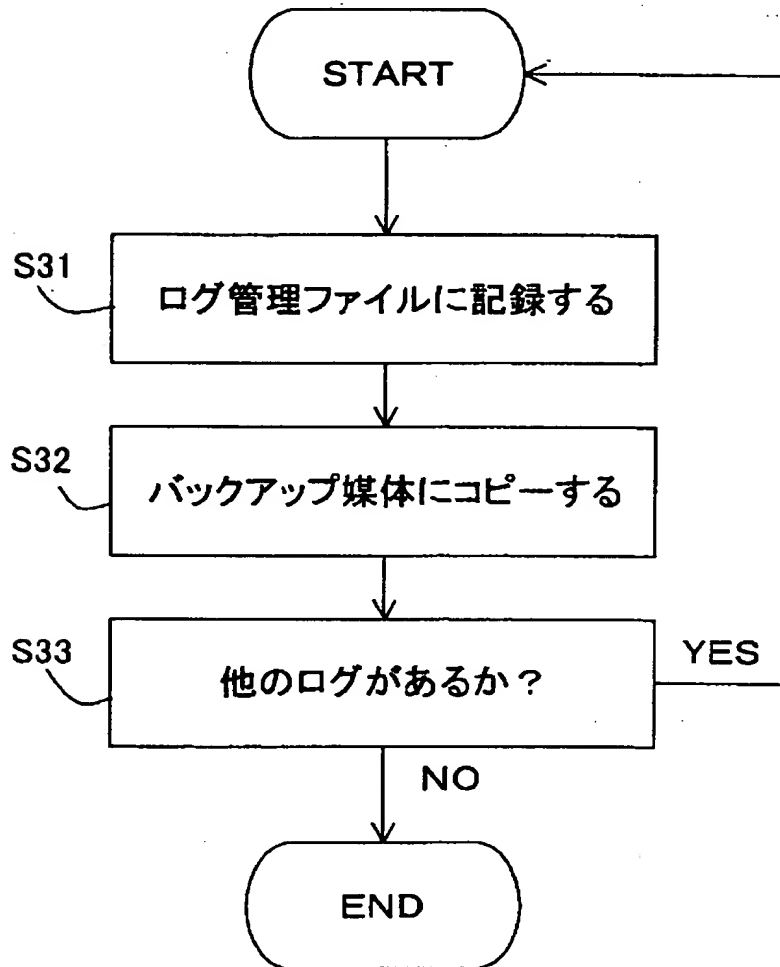 START
S31
ログ管理ファイルに記録する
S32
バックアップ媒体にコピーする
S33
他のログがあるか？
YES
NO
END